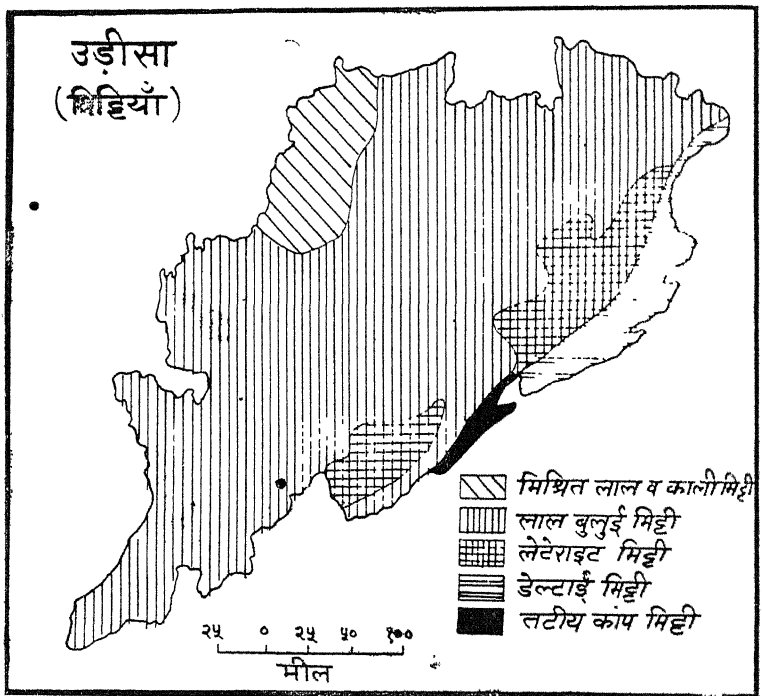 उड़ीसा
(मिट्टियाँ)
मिश्रित लाल व काली मिट्टी
लाल बुलुई मिट्टी
लेटेराइट मिट्टी
डेल्टाई मिट्टी
तटीय कांप मिट्टी
२५ ० २५ ५० १००
मील